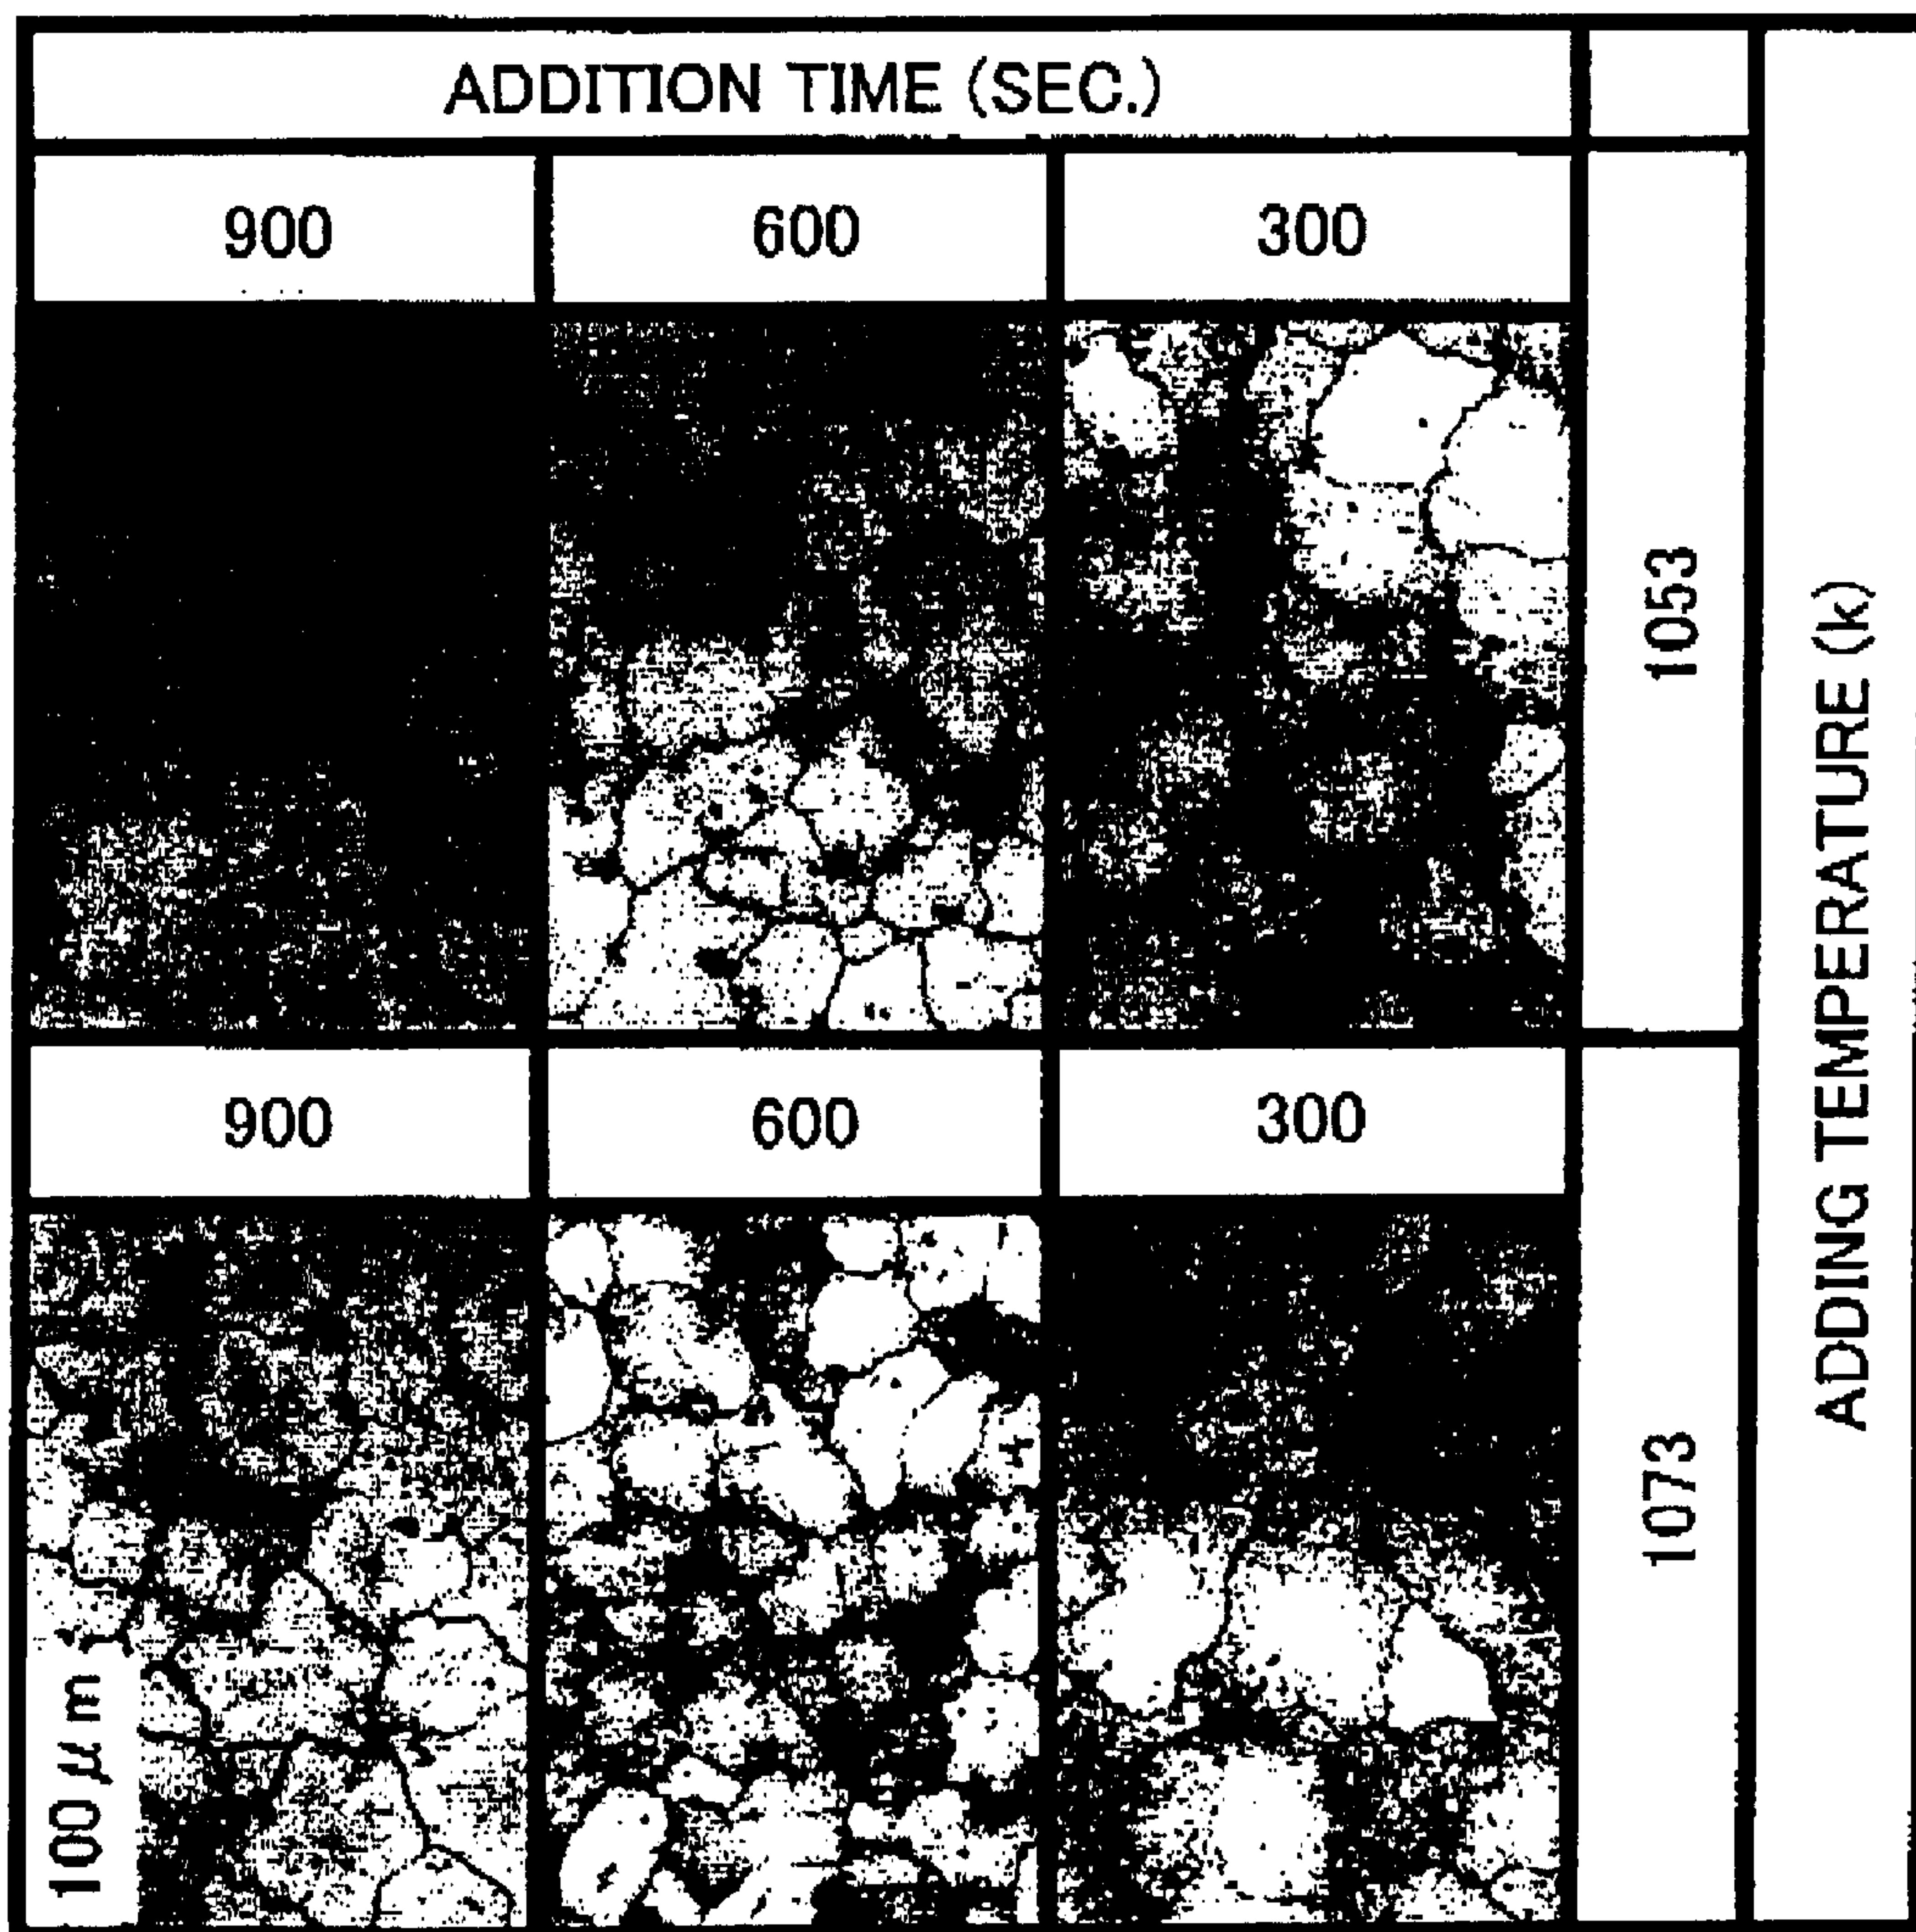 ADDITION TIME (SEC.)
900
600
300
1053
ADDING TEMPERATURE (k)
900
600
300
1073
100 μm